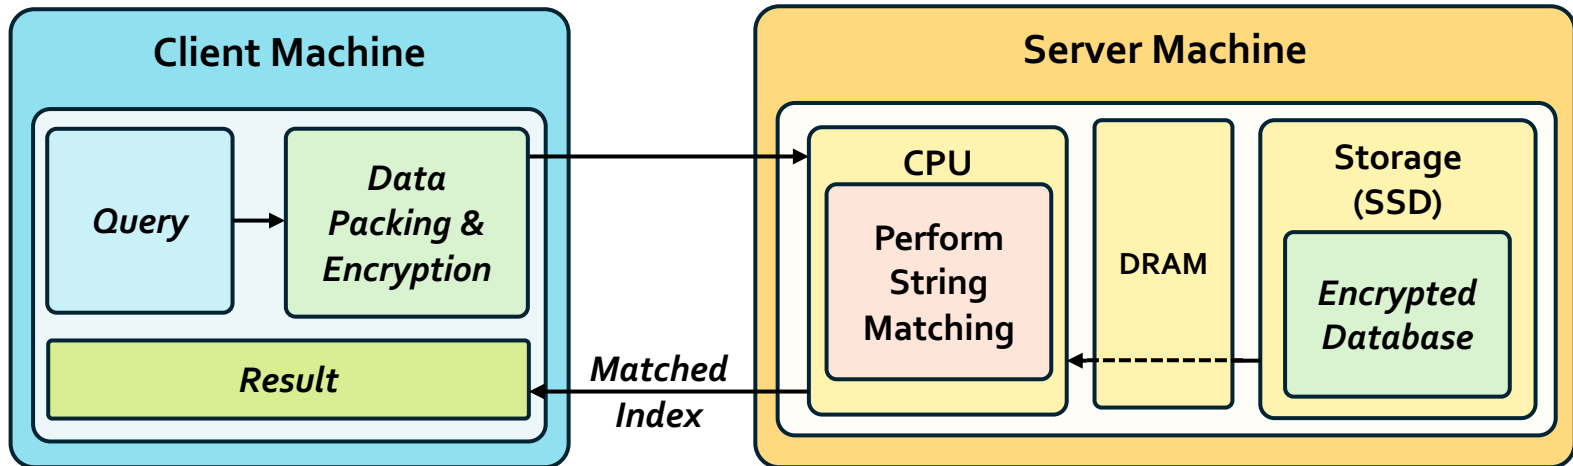 Client Machine
Query
Data
Packing &
Encryption
Result
Matched
Index
Server Machine
CPU
Perform
String
Matching
DRAM
Storage
(SSD)
Encrypted
Database